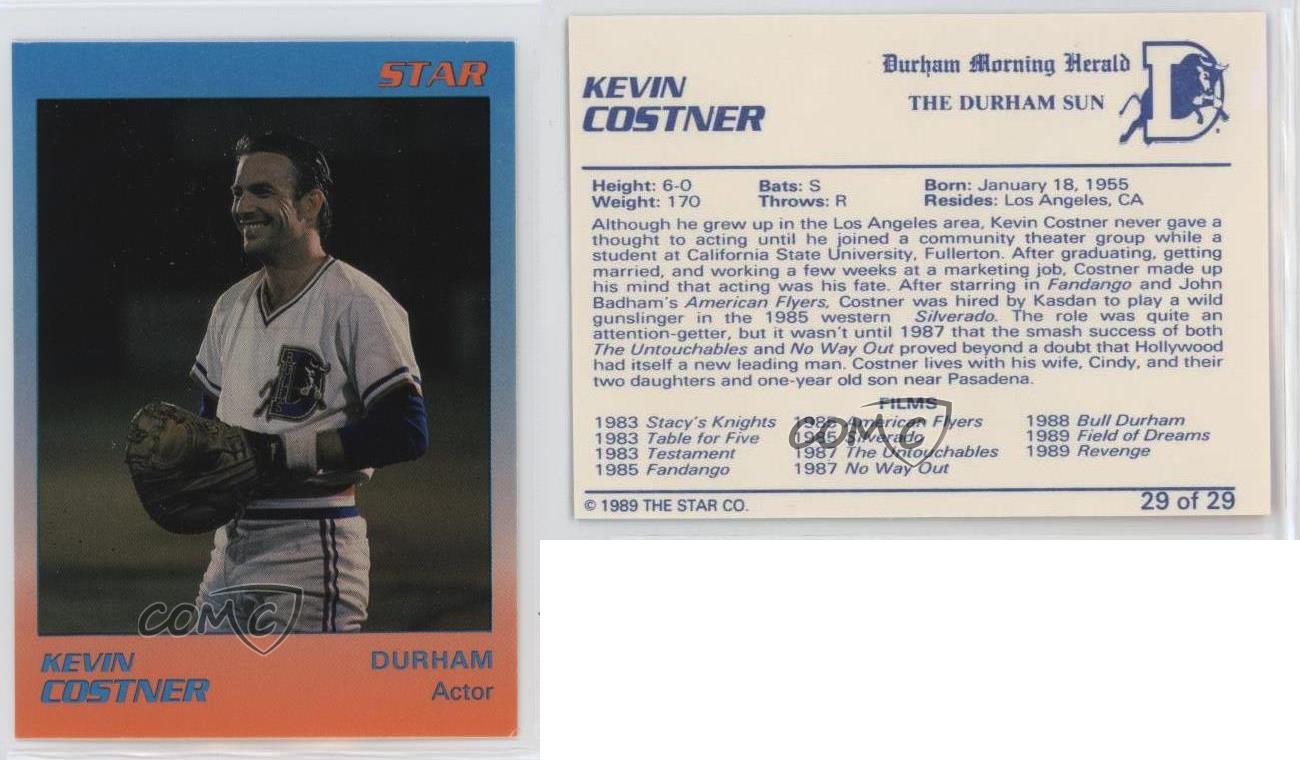 STAR
COMC
KEVIN
COSTNER
DURHAM
Actor
KEVIN
COSTNER
Durham Morning Herald
THE DURHAM SUN
D
Height: 6-0 Bats: S Born: January 18, 1955
Weight: 170 Throws: R Resides: Los Angeles, CA
Although he grew up in the Los Angeles area, Kevin Costner never gave a
thought to acting until he joined a community theater group while a
student at California State University, Fullerton. After graduating, getting
married, and working a few weeks at a marketing job, Costner made up
his mind that acting was his fate. After starring in Fandango and John
Badham's American Flyers, Costner was hired by Kasdan to play a wild
gunslinger in the 1985 western Silverado. The role was quite an
attention-getter, but it wasn't until 1987 that the smash success of both
The Untouchables and No Way Out proved beyond a doubt that Hollywood
had itself a new leading man. Costner lives with his wife, Cindy, and their
two daughters and one-year old son near Pasadena.
FILMS
1983 Stacy's Knights 1985 American Flyers 1988 Bull Durham
1983 Table for Five 1985 Silverado 1989 Field of Dreams
1983 Testament 1987 The Untouchables 1989 Revenge
1985 Fandango 1987 No Way Out
COMC
© 1989 THE STAR CO.
29 of 29